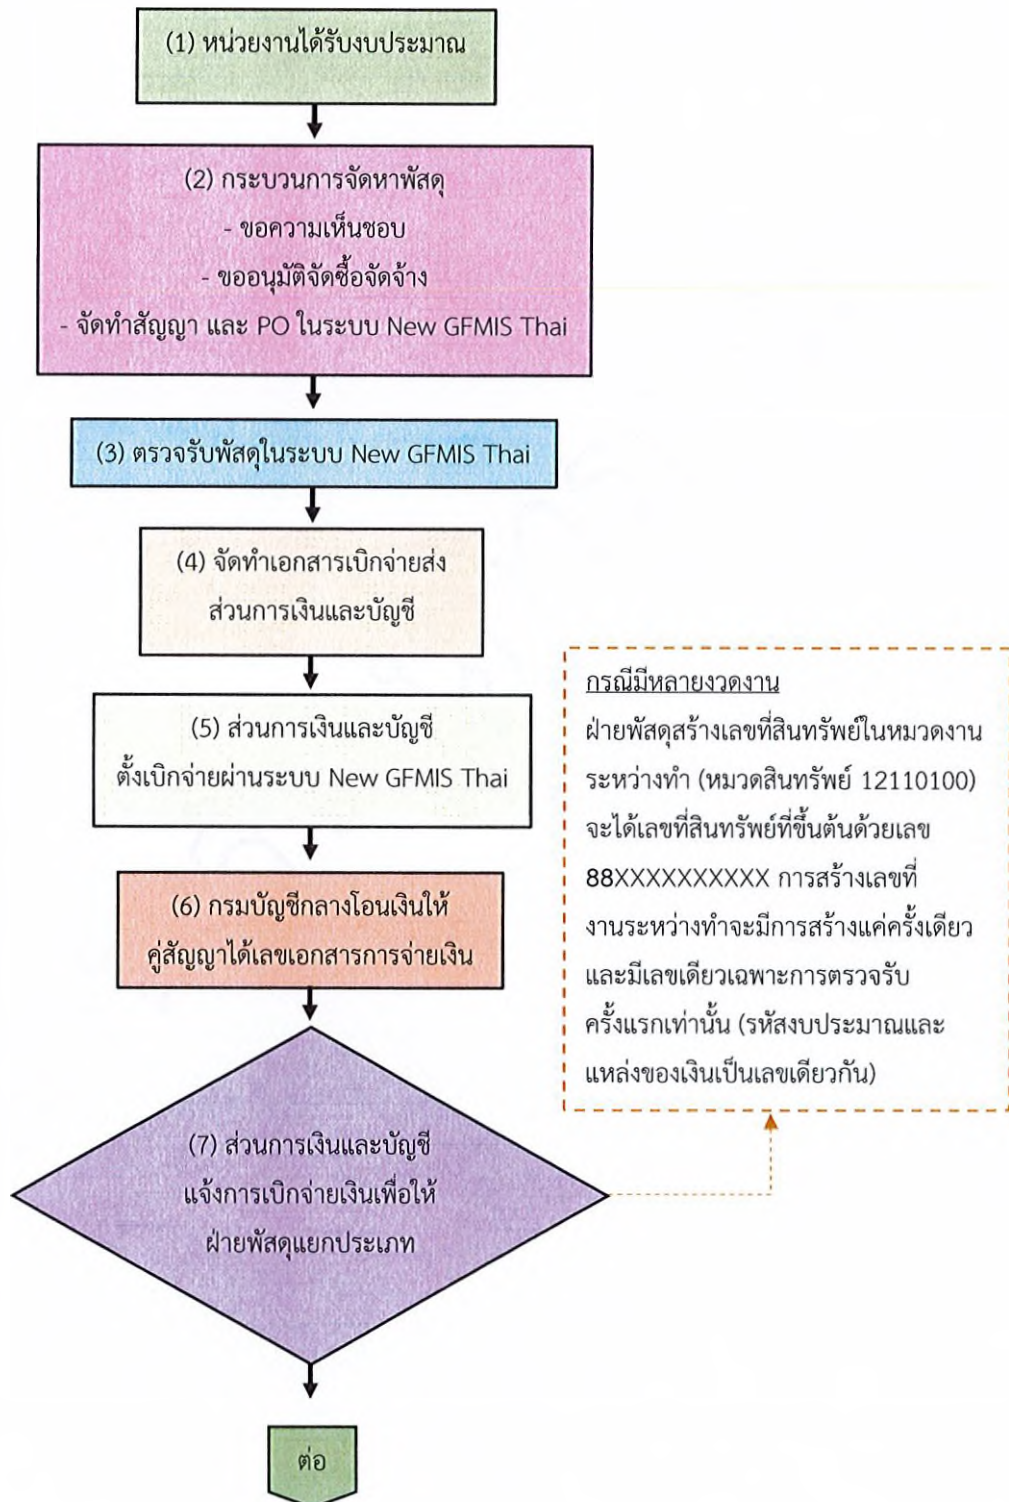 (1) หน่วยงานได้รับงบประมาณ
(2) กระบวนการจัดหาพัสดุ
- ขอความเห็นชอบ
- ขออนุมัติจัดซื้อจัดจ้าง
- จัดทำสัญญา และ PO ในระบบ New GFMIS Thai
(3) ตรวจรับพัสดุในระบบ New GFMIS Thai
(4) จัดทำเอกสารเบิกจ่ายส่ง
ส่วนการเงินและบัญชี
(5) ส่วนการเงินและบัญชี
ตั้งเบิกจ่ายผ่านระบบ New GFMIS Thai
(6) กรมบัญชีกลางโอนเงินให้
คู่สัญญาได้เลขเอกสารการจ่ายเงิน
(7) ส่วนการเงินและบัญชี
แจ้งการเบิกจ่ายเงินเพื่อให้
ฝ่ายพัสดุแยกประเภท
กรณีมีหลายงวดงาน
ฝ่ายพัสดุสร้างเลขที่สินทรัพย์ในหมวดงาน
ระหว่างทำ (หมวดสินทรัพย์ 12110100)
จะได้เลขที่สินทรัพย์ที่ขึ้นต้นด้วยเลข
88XXXXXXXXXX การสร้างเลขที่
งานระหว่างทำจะมีการสร้างแค่ครั้งเดียว
และมีเลขเดียวเฉพาะการตรวจรับ
ครั้งแรกเท่านั้น (รหัสงบประมาณและ
แหล่งของเงินเป็นเลขเดียวกัน)
ต่อ